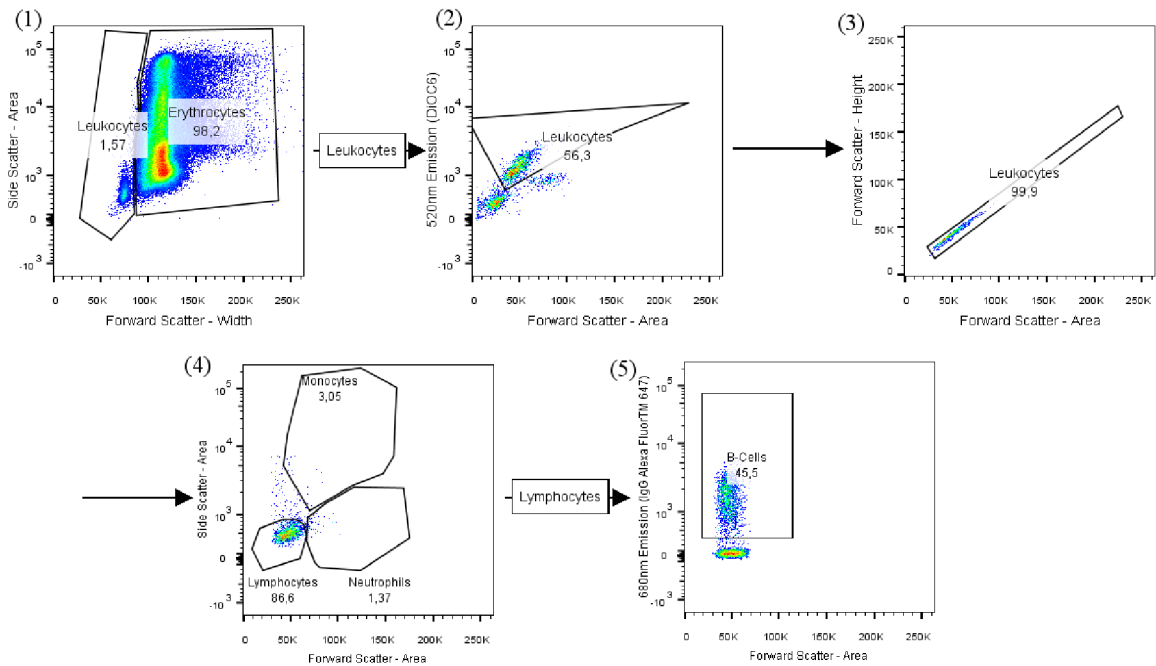 (1)
Side Scatter - Area
10^5
10^4
10^3
0
-10^3
Leukocytes
1,57
Erythrocytes
98,2
0 50K 100K 150K 200K 250K
Forward Scatter - Width
Leukocytes
(2)
520nm Emission (DiOC6)
10^5
10^4
10^3
0
-10^3
Leukocytes
56,3
0 50K 100K 150K 200K 250K
Forward Scatter - Area
(3)
Forward Scatter - Height
250K
200K
150K
100K
50K
0
Leukocytes
99,9
0 50K 100K 150K 200K 250K
Forward Scatter - Area
(4)
Side Scatter - Area
10^5
10^4
10^3
0
-10^3
Monocytes
3,05
Lymphocytes
86,6
Neutrophils
1,37
0 50K 100K 150K 200K 250K
Forward Scatter - Area
Lymphocytes
(5)
680nm Emission (IgG Alexa FluorTM 647)
10^5
10^4
10^3
0
-10^3
B-Cells
45,5
0 50K 100K 150K 200K 250K
Forward Scatter - Area